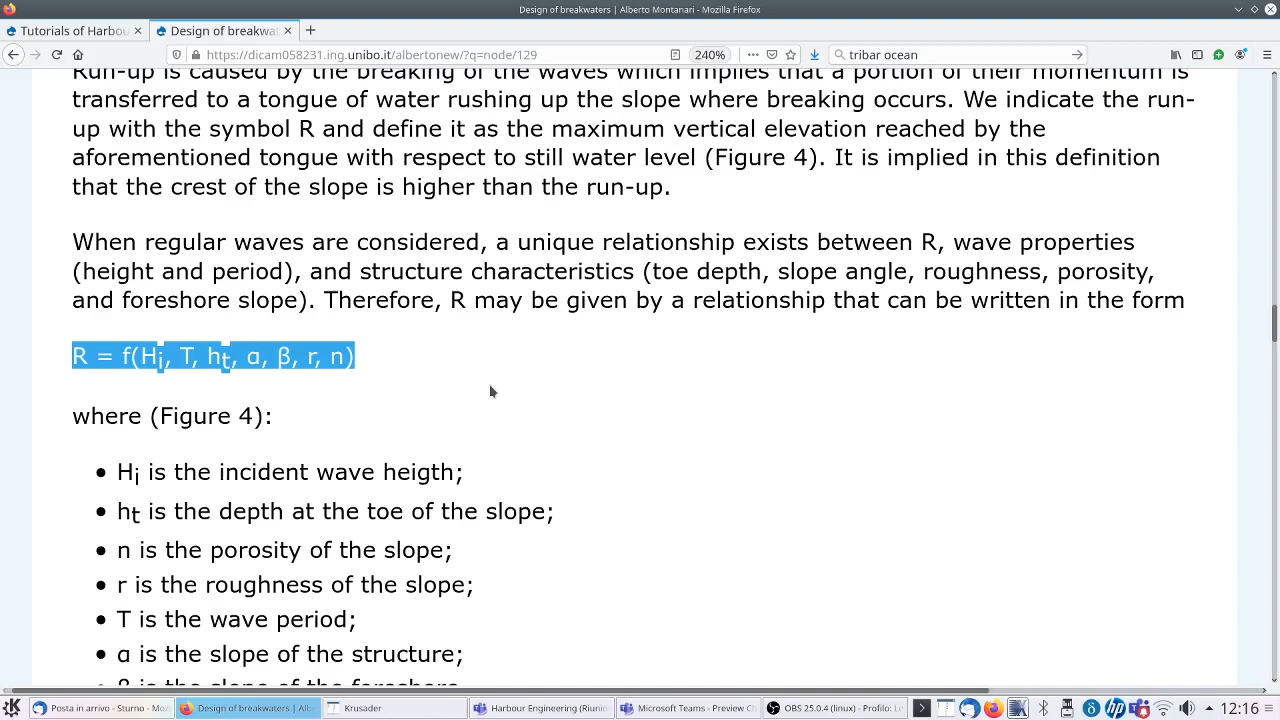 Design of breakwaters | Alberto Montanari - Mozilla Firefox
Tutorials of Harbou
Design of breakwat
https://dicam058231.ing.unibo.it/albertonew/?q=node/129
240%
tribar ocean
Run-up is caused by the breaking of the waves which implies that a portion of their momentum is
transferred to a tongue of water rushing up the slope where breaking occurs. We indicate the run-
up with the symbol R and define it as the maximum vertical elevation reached by the
aforementioned tongue with respect to still water level (Figure 4). It is implied in this definition
that the crest of the slope is higher than the run-up.
When regular waves are considered, a unique relationship exists between R, wave properties
(height and period), and structure characteristics (toe depth, slope angle, roughness, porosity,
and foreshore slope). Therefore, R may be given by a relationship that can be written in the form
R = f(Hi, T, ht, α, β, r, n)
where (Figure 4):
• Hi is the incident wave heigth;
• ht is the depth at the toe of the slope;
• n is the porosity of the slope;
• r is the roughness of the slope;
• T is the wave period;
• α is the slope of the structure;
• β is the slope of the foreshore
Posta in arrivo - Sturno - Mo
Design of breakwaters | Alb
Krusader
Harbour Engineering (Riunio
Microsoft Teams - Preview C
OBS 25.0.4 (linux) - Profilo: 
12:16